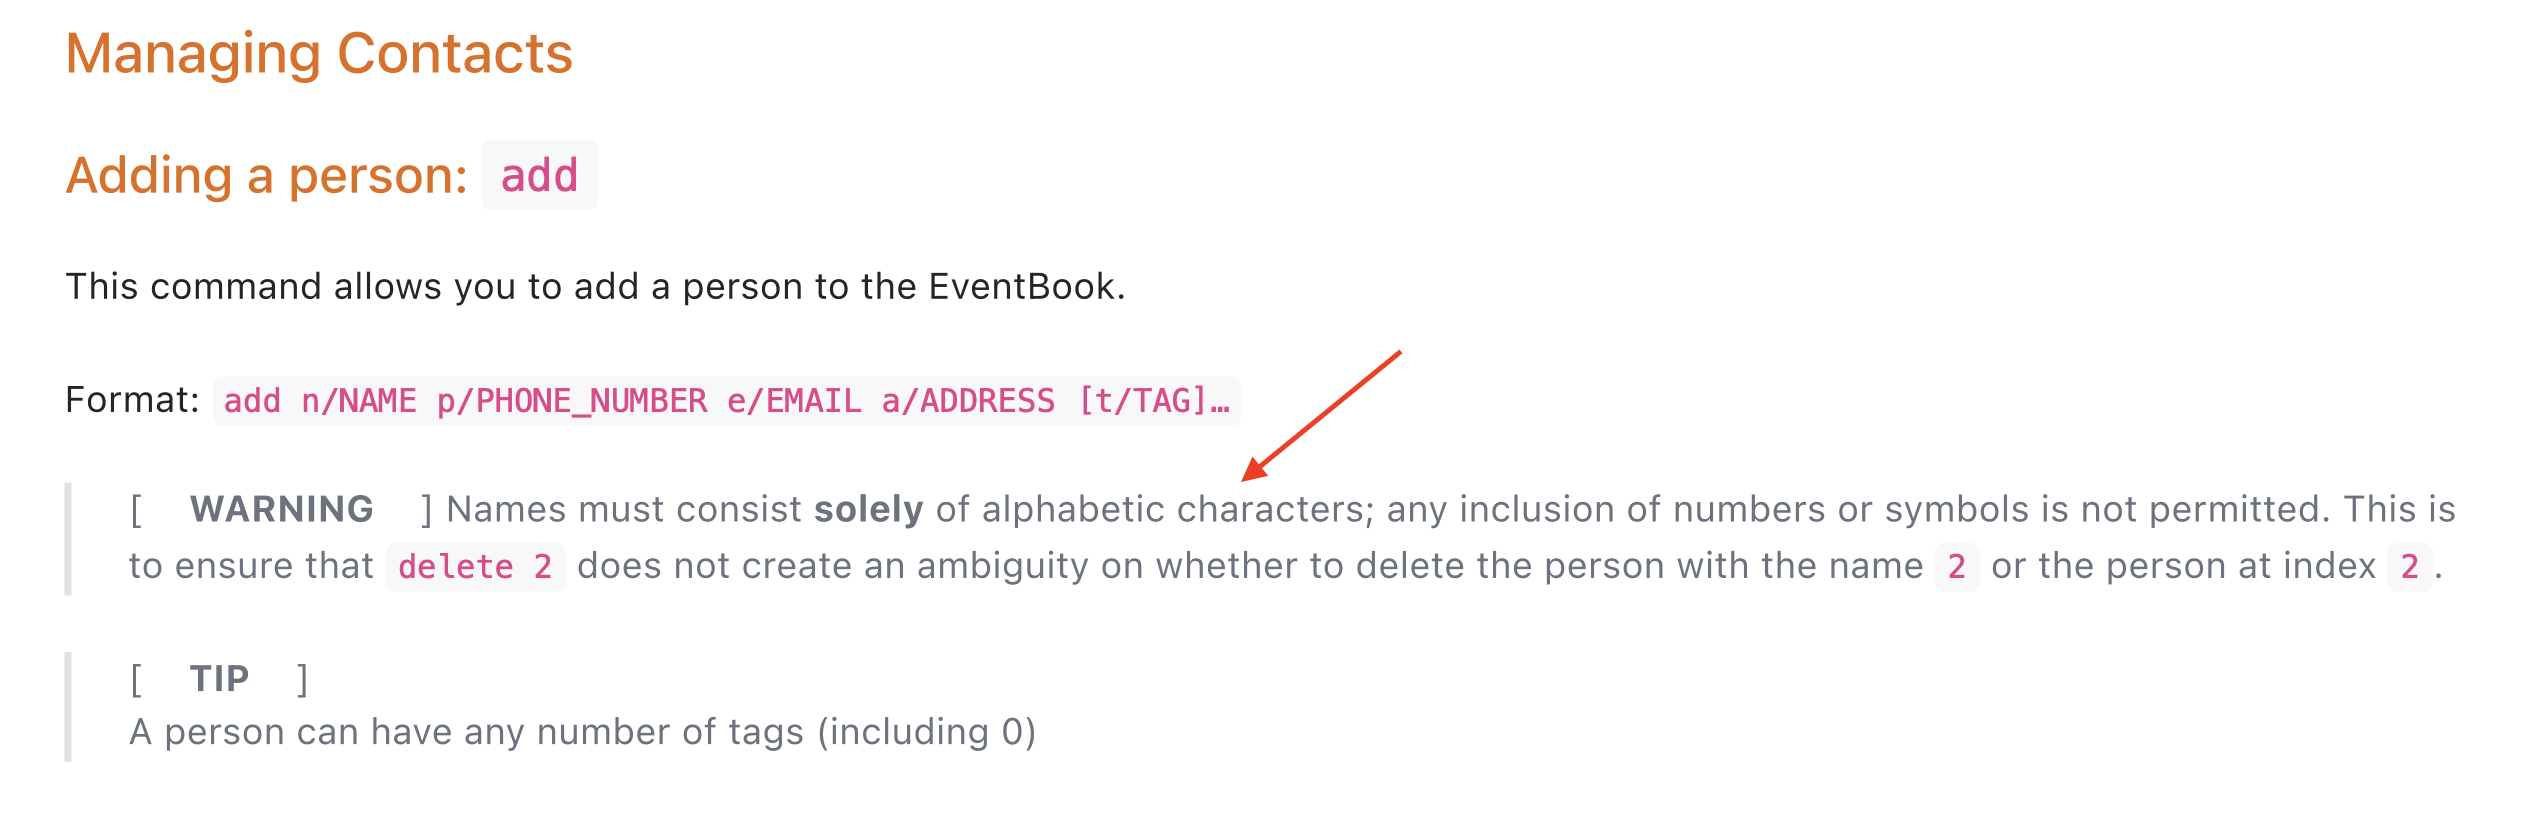 Managing Contacts
Adding a person: add
This command allows you to add a person to the EventBook.
Format: add n/NAME p/PHONE_NUMBER e/EMAIL a/ADDRESS [t/TAG]…
[ WARNING ] Names must consist solely of alphabetic characters; any inclusion of numbers or symbols is not permitted. This is
to ensure that delete 2 does not create an ambiguity on whether to delete the person with the name 2 or the person at index 2.
[ TIP ]
A person can have any number of tags (including 0)